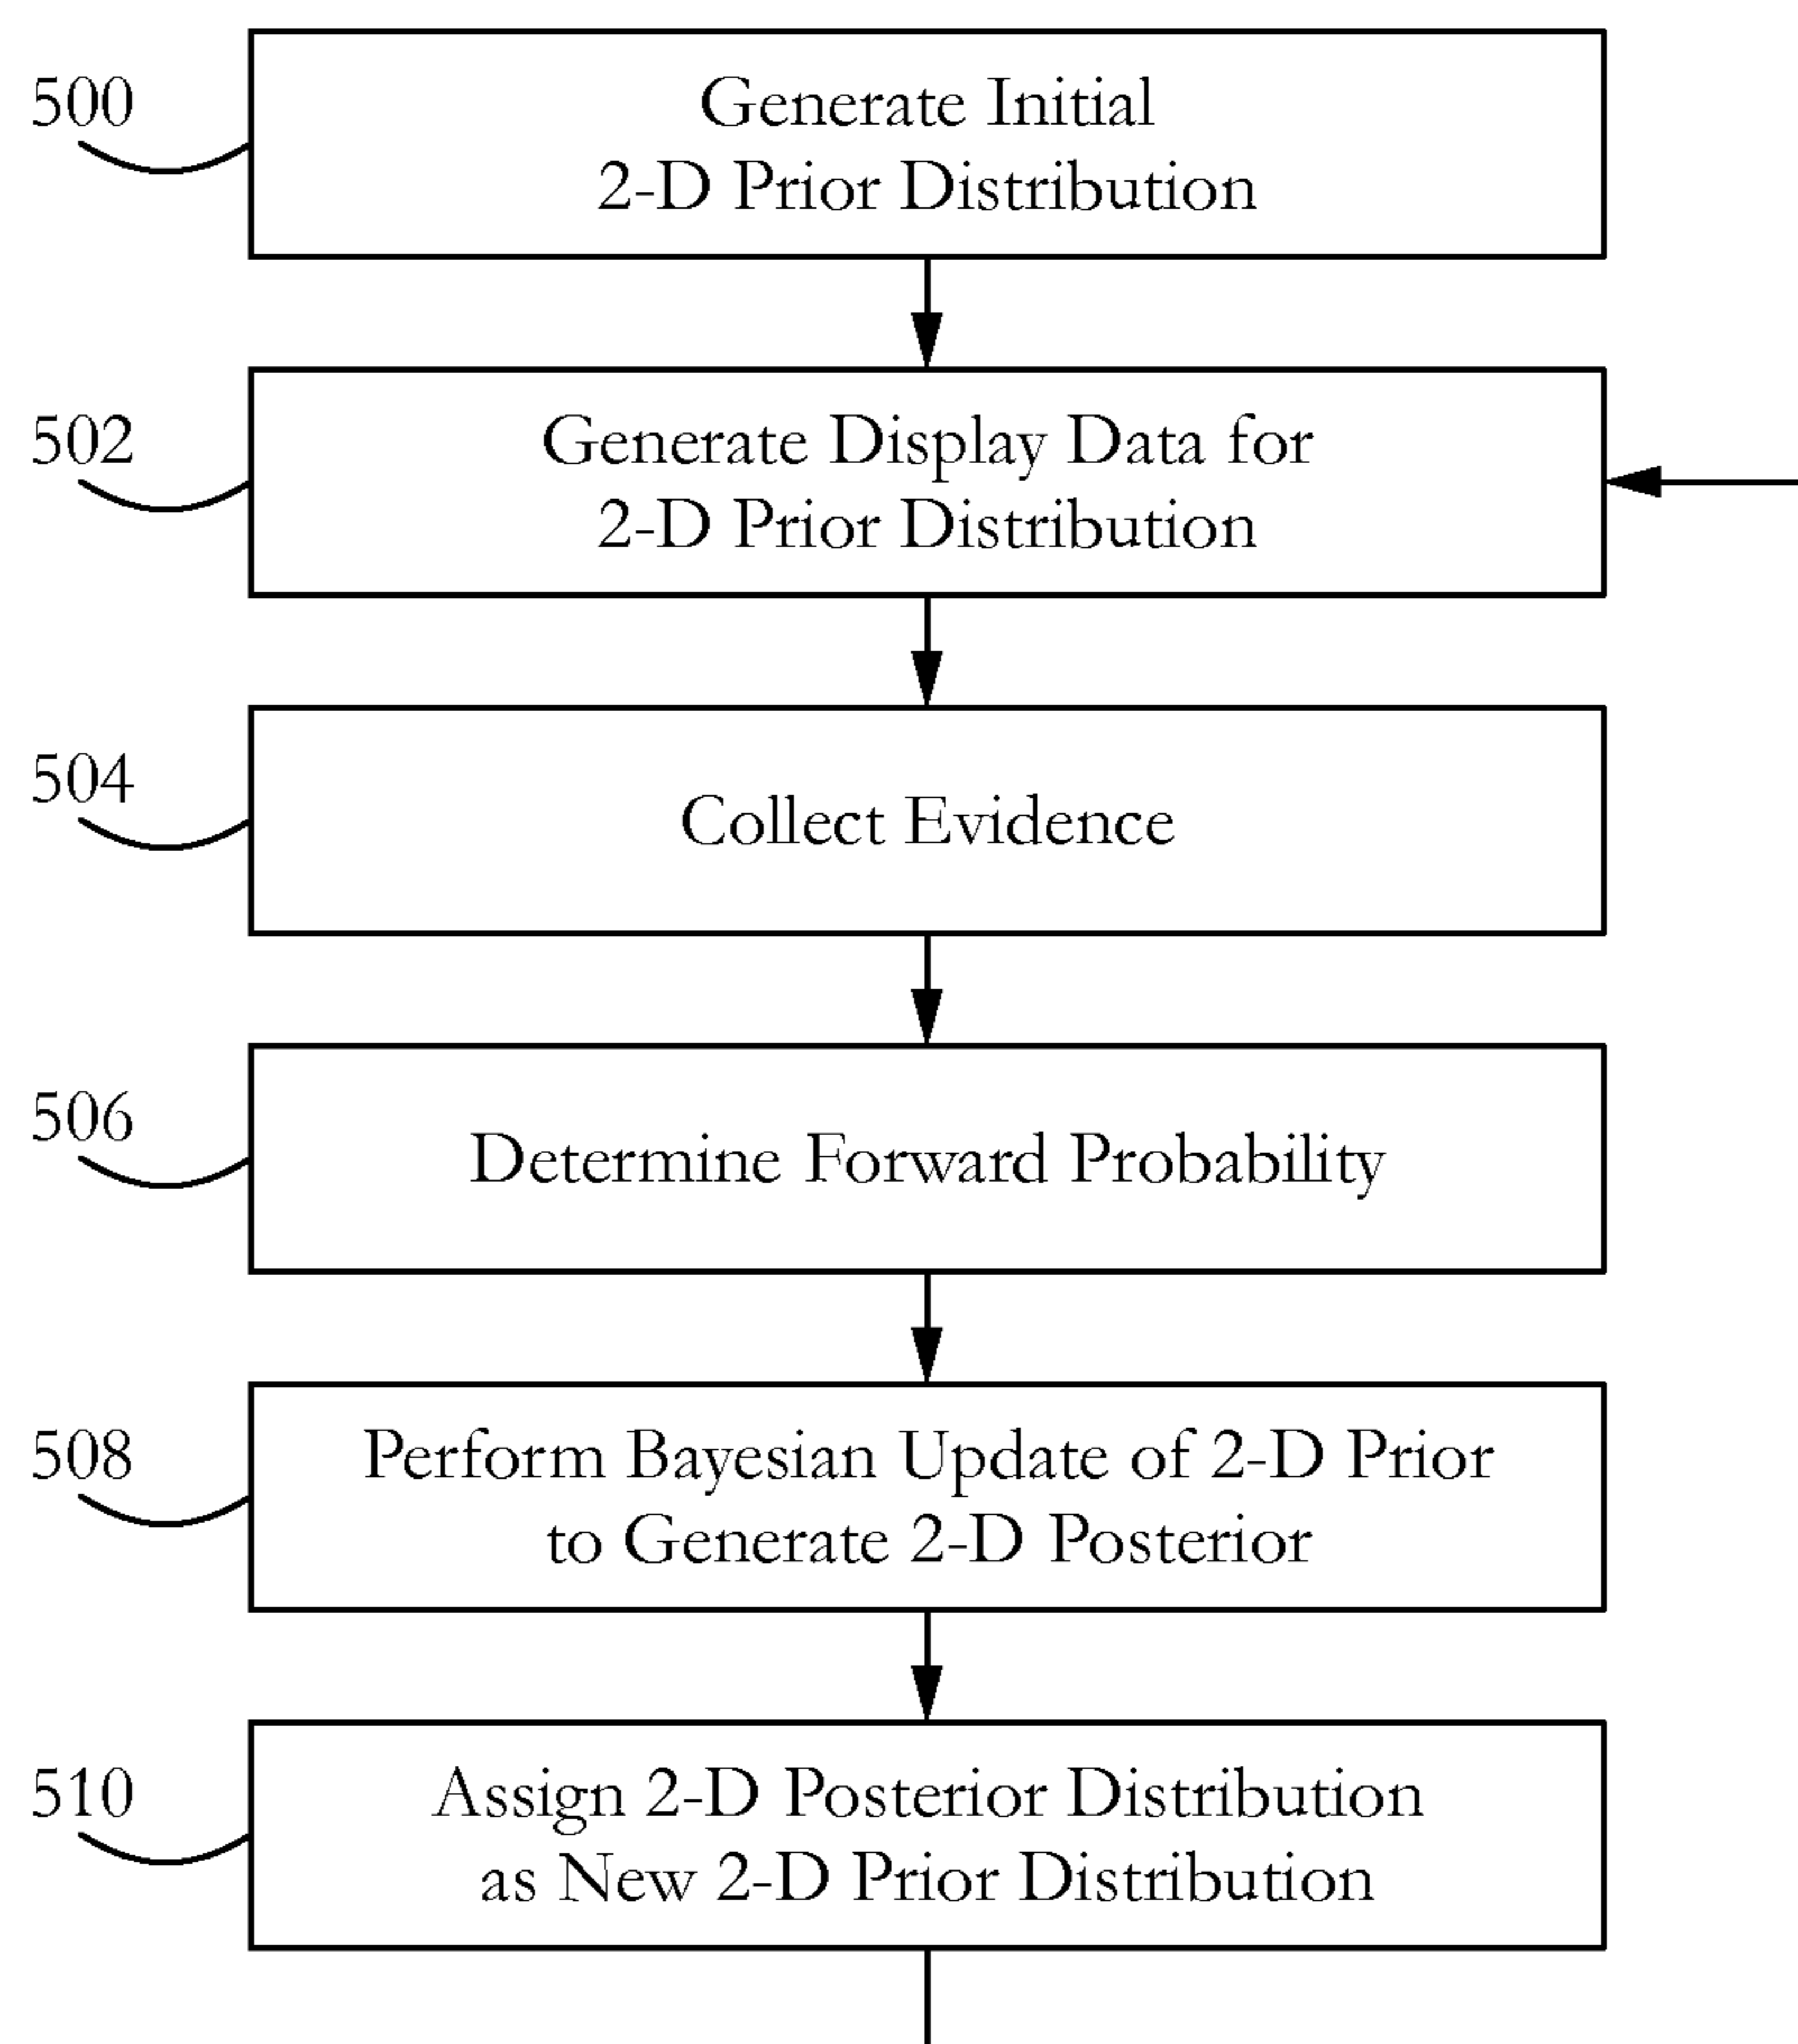 500
Generate Initial
2-D Prior Distribution
502
Generate Display Data for
2-D Prior Distribution
504
Collect Evidence
506
Determine Forward Probability
508
Perform Bayesian Update of 2-D Prior
to Generate 2-D Posterior
510
Assign 2-D Posterior Distribution
as New 2-D Prior Distribution